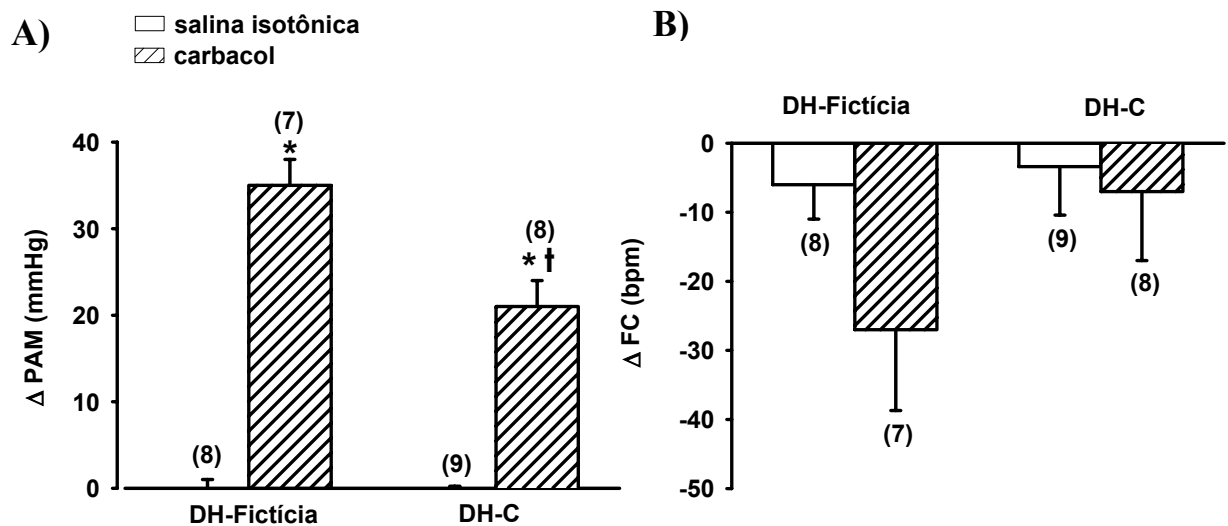 A)
salina isotônica
carbacol
Δ PAM (mmHg)
40
30
20
10
0
(8)
(7)
*
(9)
(8)
* †
DH-Fictícia
DH-C
B)
DH-Fictícia
DH-C
Δ FC (bpm)
0
-10
-20
-30
-40
-50
(8)
(7)
(9)
(8)